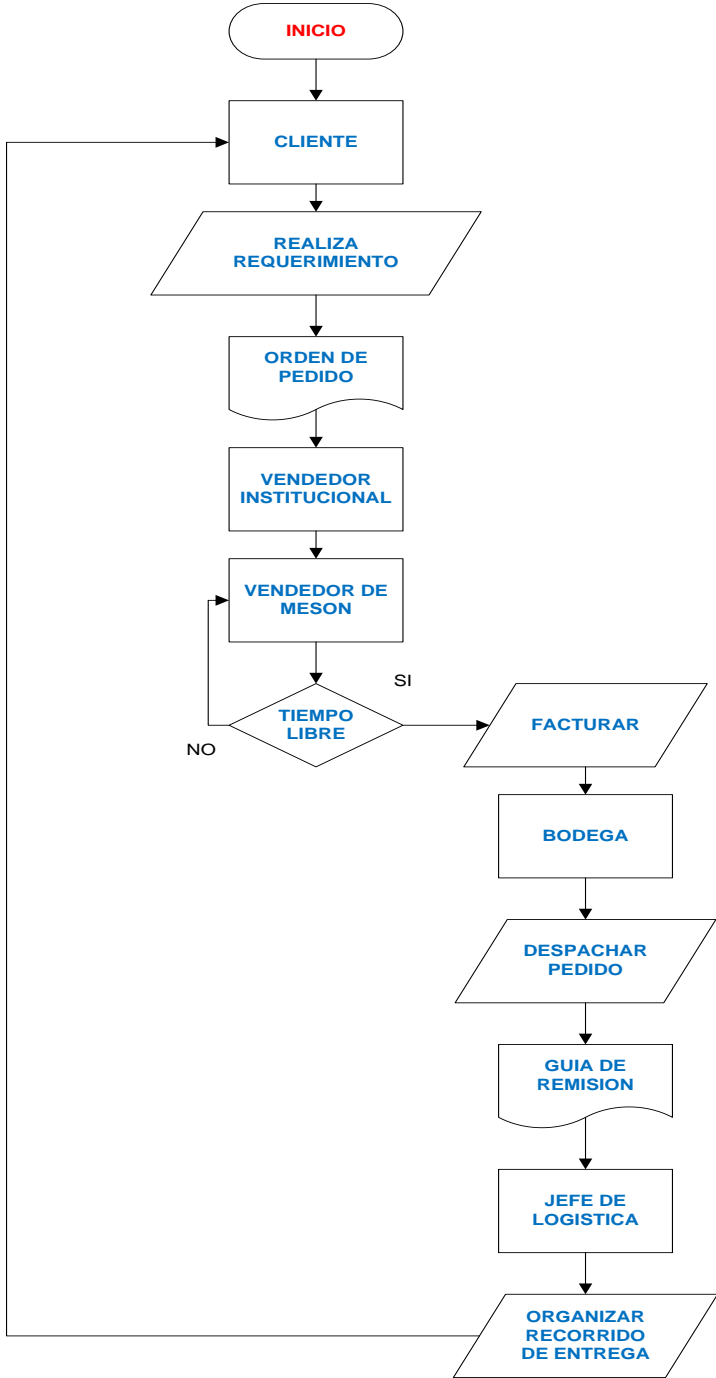 INICIO
CLIENTE
REALIZA
REQUERIMIENTO
ORDEN DE
PEDIDO
VENDEDOR
INSTITUCIONAL
VENDEDOR DE
MESON
TIEMPO
LIBRE
NO
SI
FACTURAR
BODEGA
DESPACHAR
PEDIDO
GUIA DE
REMISION
JEFE DE
LOGISTICA
ORGANIZAR
RECORRIDO
DE ENTREGA